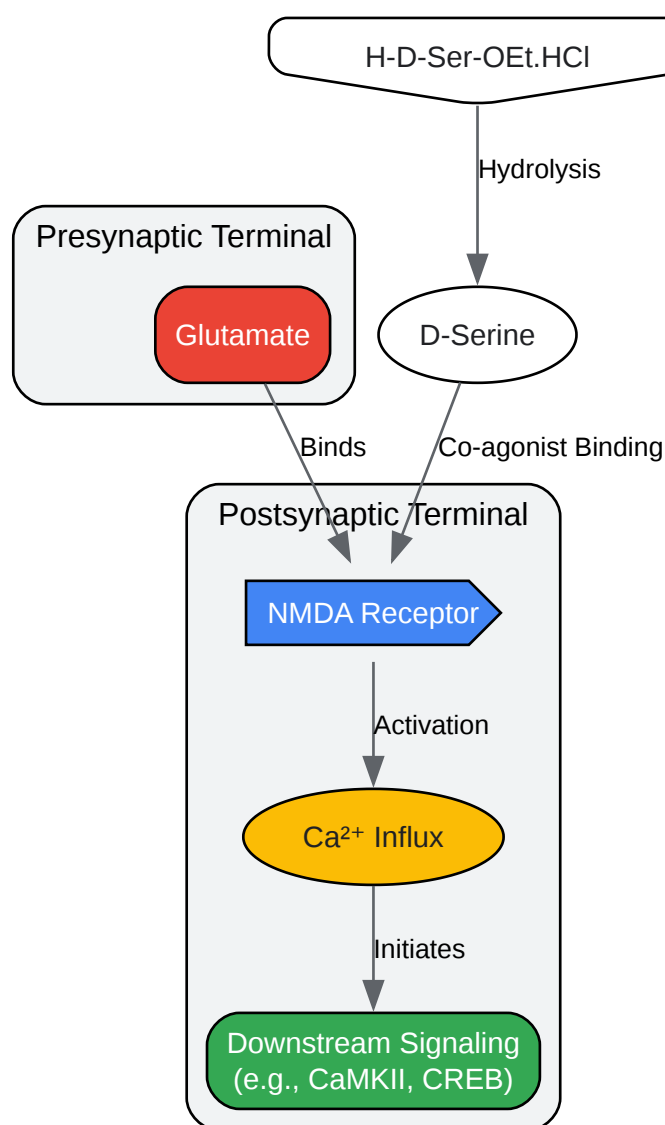 H-D-Ser-OEt.HCl
Hydrolysis
Presynaptic Terminal
Glutamate
D-Serine
Binds
Co-agonist Binding
Postsynaptic Terminal
NMDA Receptor
Activation
Ca²⁺ Influx
Initiates
Downstream Signaling
(e.g., CaMKII, CREB)